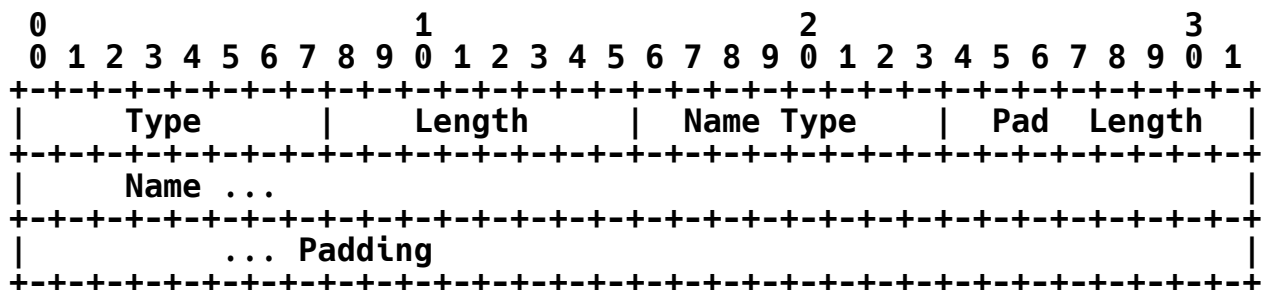 0                   1                   2                   3
 0 1 2 3 4 5 6 7 8 9 0 1 2 3 4 5 6 7 8 9 0 1 2 3 4 5 6 7 8 9 0 1
+-+-+-+-+-+-+-+-+-+-+-+-+-+-+-+-+-+-+-+-+-+-+-+-+-+-+-+-+-+-+-+-+
|     Type      |    Length     |  Name Type    |  Pad  Length  |
+-+-+-+-+-+-+-+-+-+-+-+-+-+-+-+-+-+-+-+-+-+-+-+-+-+-+-+-+-+-+-+-+
|     Name ...                                                  |
+-+-+-+-+-+-+-+-+-+-+-+-+-+-+-+-+-+-+-+-+-+-+-+-+-+-+-+-+-+-+-+-+
|          ... Padding                                          |
+-+-+-+-+-+-+-+-+-+-+-+-+-+-+-+-+-+-+-+-+-+-+-+-+-+-+-+-+-+-+-+-+